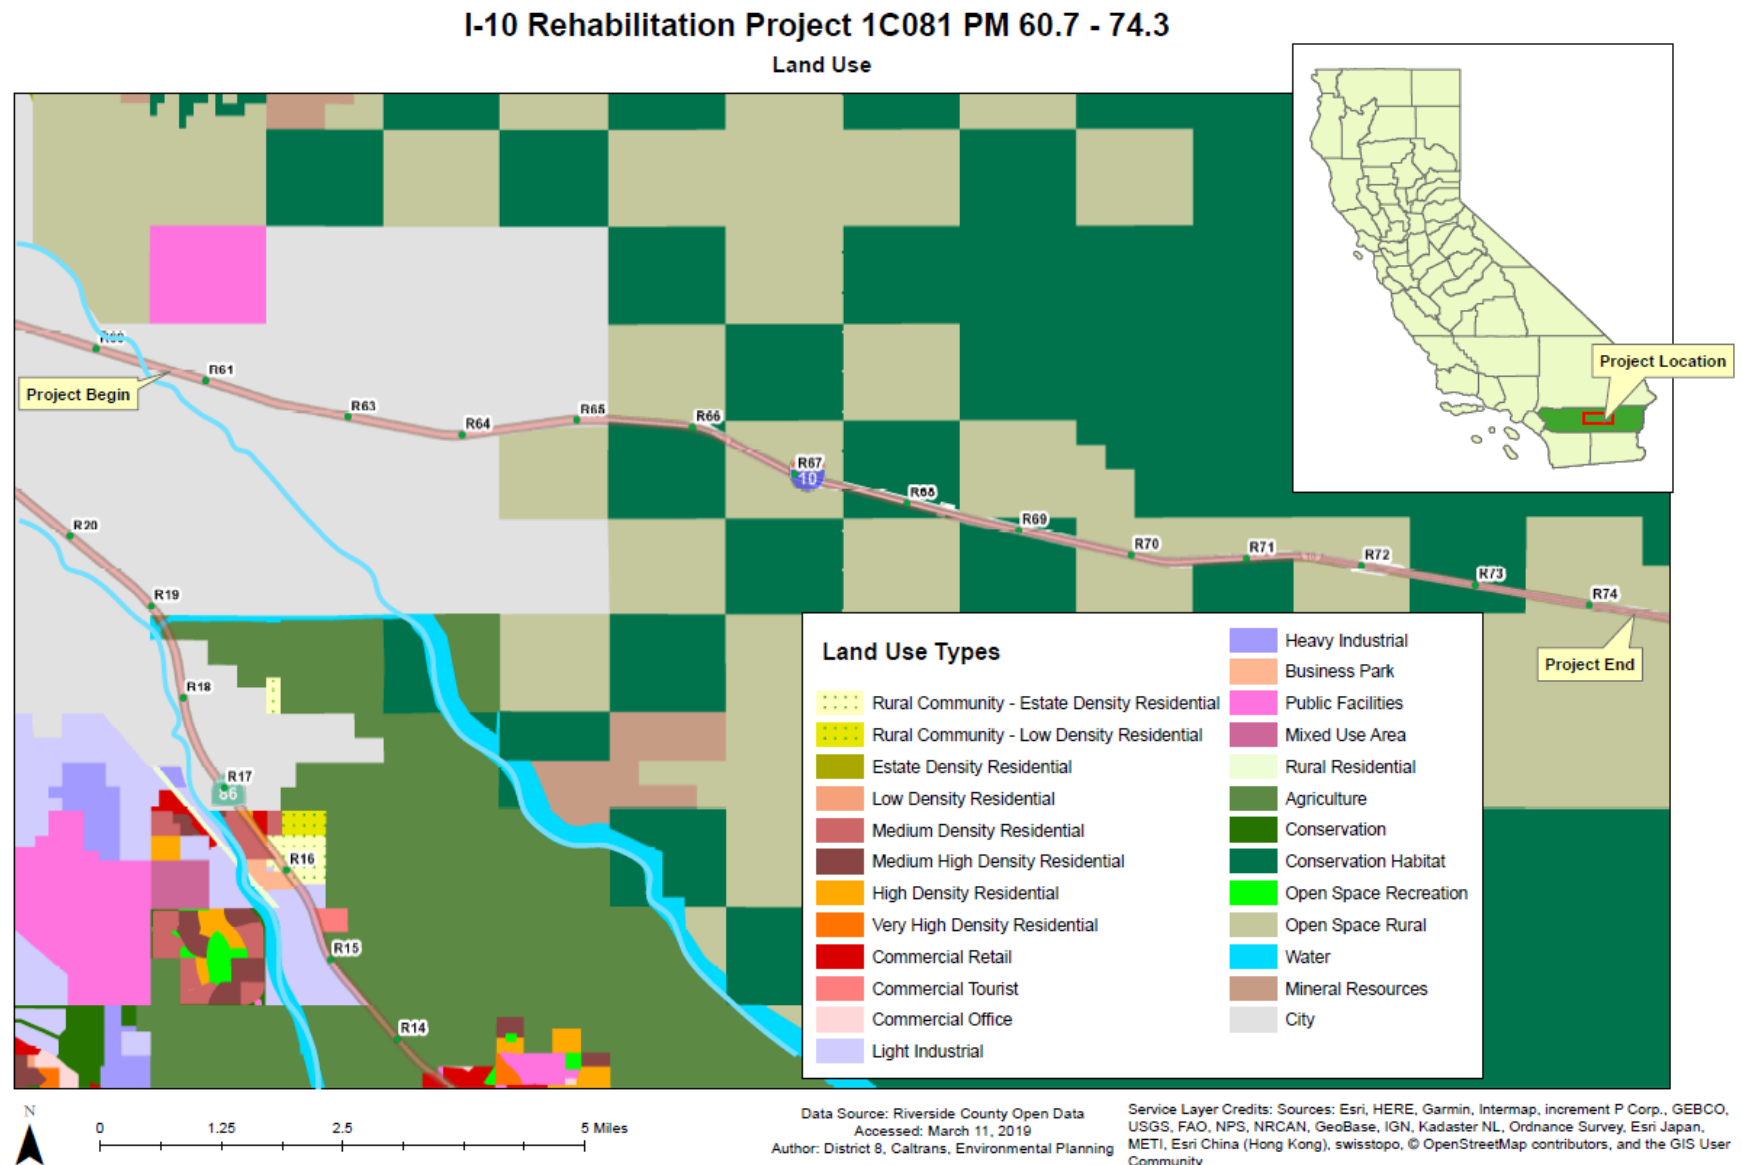 I-10 Rehabilitation Project 1C081 PM 60.7 - 74.3
Land Use
Project Location
R60
R61
Project Begin
R63
R64
R65
R66
R67
10
R68
R69
R70
R71
R72
R73
R74
Project End
R20
R19
R18
R17
86
R16
R15
R14
Land Use Types
Rural Community - Estate Density Residential
Rural Community - Low Density Residential
Estate Density Residential
Low Density Residential
Medium Density Residential
Medium High Density Residential
High Density Residential
Very High Density Residential
Commercial Retail
Commercial Tourist
Commercial Office
Light Industrial
Heavy Industrial
Business Park
Public Facilities
Mixed Use Area
Rural Residential
Agriculture
Conservation
Conservation Habitat
Open Space Recreation
Open Space Rural
Water
Mineral Resources
City
N
0 1.25 2.5 5 Miles
Data Source: Riverside County Open Data
Accessed: March 11, 2019
Author: District 8, Caltrans, Environmental Planning
Service Layer Credits: Sources: Esri, HERE, Garmin, Intermap, increment P Corp., GEBCO,
USGS, FAO, NPS, NRCAN, GeoBase, IGN, Kadaster NL, Ordnance Survey, Esri Japan,
METI, Esri China (Hong Kong), swisstopo, © OpenStreetMap contributors, and the GIS User
Community